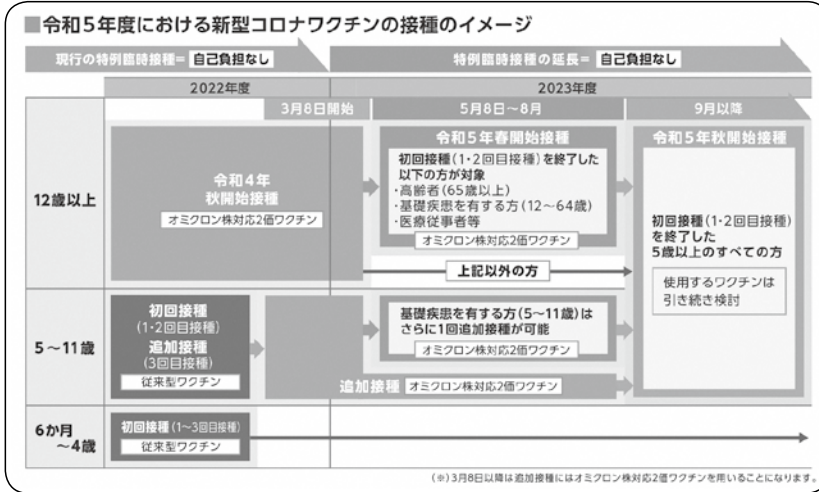 ■令和5年度における新型コロナワクチンの接種のイメージ
現行の特例臨時接種= 自己負担なし
特例臨時接種の延長= 自己負担なし
2022年度
2023年度
3月8日開始
5月8日～8月
9月以降
12歳以上
令和4年
秋開始接種
オミクロン株対応2価ワクチン
令和5年春開始接種
初回接種(1・2回目接種)を終了した
以下の方が対象
・高齢者(65歳以上)
・基礎疾患を有する方(12～64歳)
・医療従事者等
オミクロン株対応2価ワクチン
上記以外の方
令和5年秋開始接種
初回接種(1・2回目接種)
を終了した
5歳以上のすべての方
使用するワクチンは
引き続き検討
5～11歳
初回接種
(1・2回目接種)
追加接種
(3回目接種)
従来型ワクチン
基礎疾患を有する方(5～11歳)は
さらに1回追加接種が可能
オミクロン株対応2価ワクチン
追加接種 オミクロン株対応2価ワクチン
6か月
～4歳
初回接種(1～3回目接種)
従来型ワクチン
(※)3月8日以降は追加接種にはオミクロン株対応2価ワクチンを用いることになります。